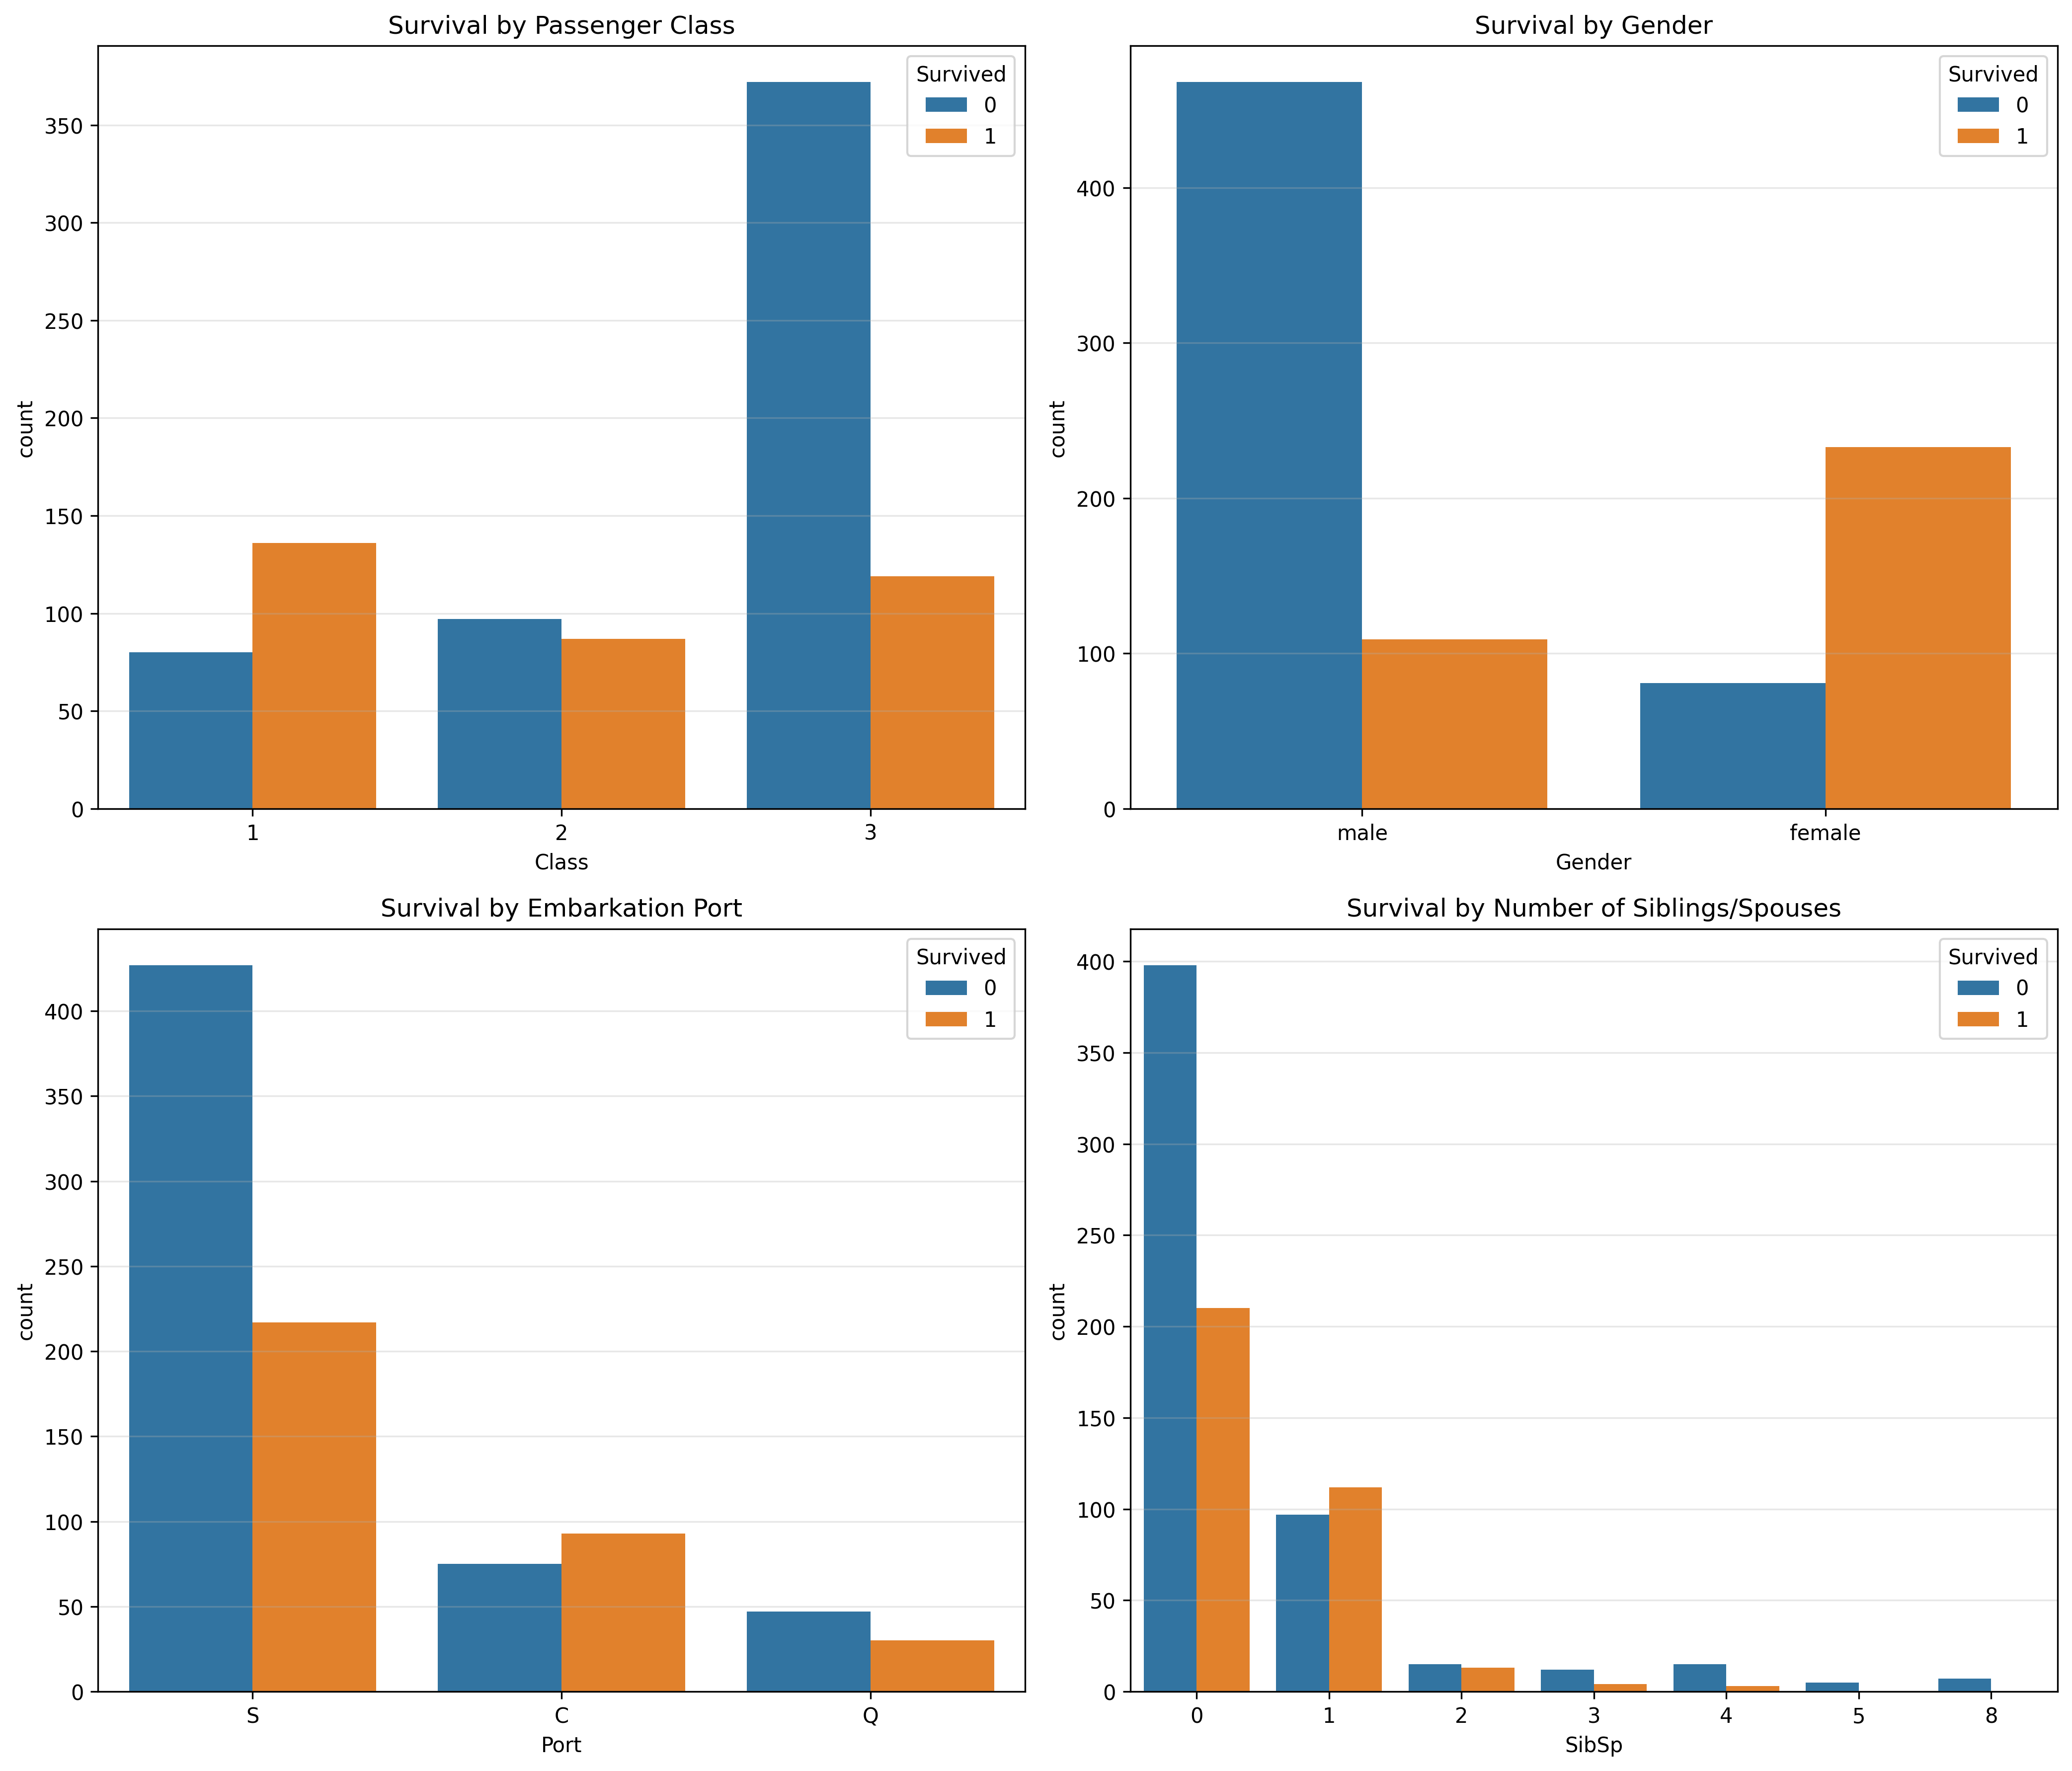 Survival by Passenger Class
Survived
0
1
350
300
250
200
150
100
50
0
count
1 2 3
Class
Survival by Gender
Survived
0
1
400
300
200
100
0
count
male female
Gender
Survival by Embarkation Port
Survived
0
1
400
350
300
250
200
150
100
50
0
count
S C Q
Port
Survival by Number of Siblings/Spouses
Survived
0
1
400
350
300
250
200
150
100
50
0
count
0 1 2 3 4 5 8
SibSp